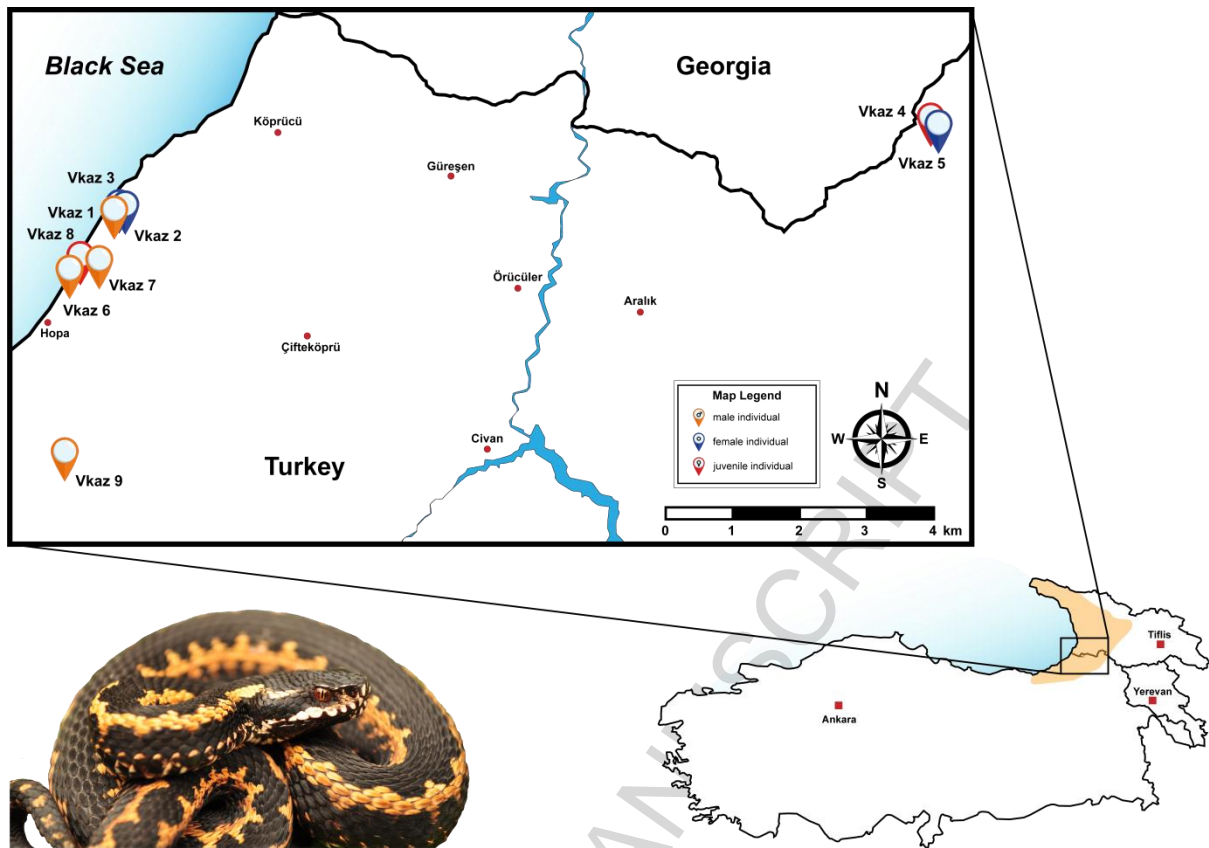 Black Sea
Georgia
Köprücü
Güreşen
Vkaz 4
Vkaz 5
Vkaz 3
Vkaz 1
Vkaz 2
Vkaz 8
Vkaz 7
Vkaz 6
Hopa
Örücüler
Aralık
Çifteköprü
Map Legend
male individual
female individual
juvenile individual
N
W
E
S
Civan
Turkey
Vkaz 9
0 1 2 3 4 km
Tiflis
Yerevan
Ankara
ANUSCRIPT